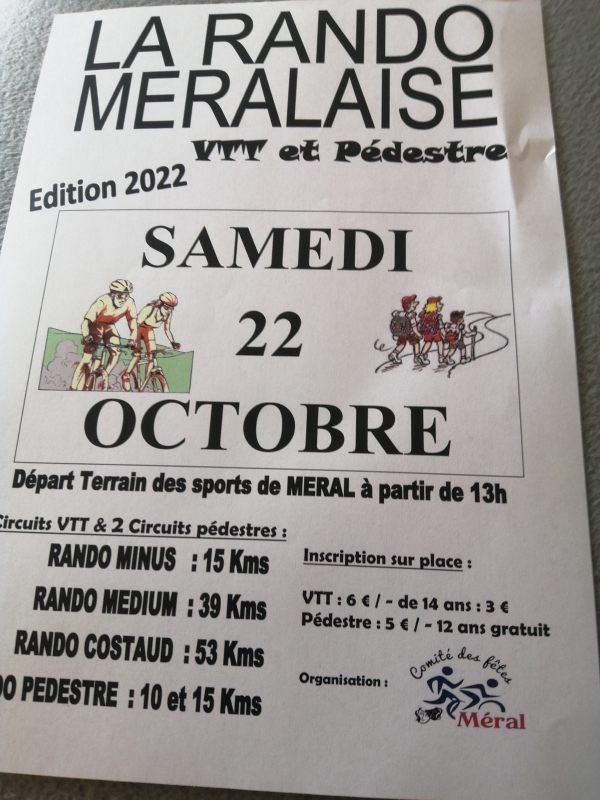 LA RANDO
MERALAISE
VTT et Pédestre
Edition 2022
SAMEDI
22
OCTOBRE
Départ Terrain des sports de MERAL à partir de 13h
Circuits VTT & 2 Circuits pédestres :
RANDO MINUS : 15 Kms
RANDO MEDIUM : 39 Kms
RANDO COSTAUD : 53 Kms
DO PEDESTRE : 10 et 15 Kms
Inscription sur place :
VTT : 6 € / - de 14 ans : 3 €
Pédestre : 5 € / - 12 ans gratuit
Organisation :
Comité des fêtes
Méral